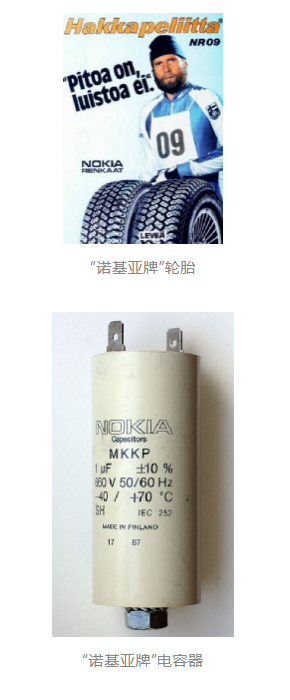 Hakkapeliitta
NR09
"Pitoa on,
luistoa ei."
09
NOKIA
RENKAAT
LEVEÄ
“诺基亚牌”轮胎
NOKIA
Capacitors
MKKP
1 µF ±10 %
660 V 50/60 Hz
-40 / +70 °C
SH IEC 252
MADE IN FINLAND
17 87
“诺基亚牌”电容器